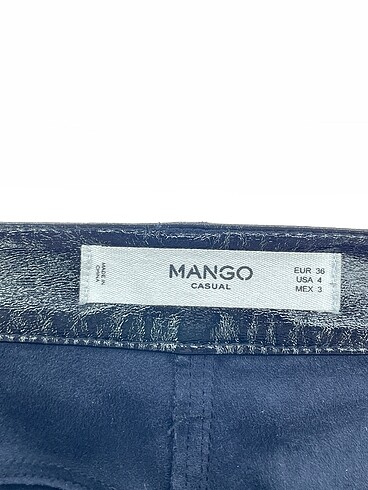 MADE IN
CHINA
MANGO
CASUAL
EUR 36
USA 4
MEX 3